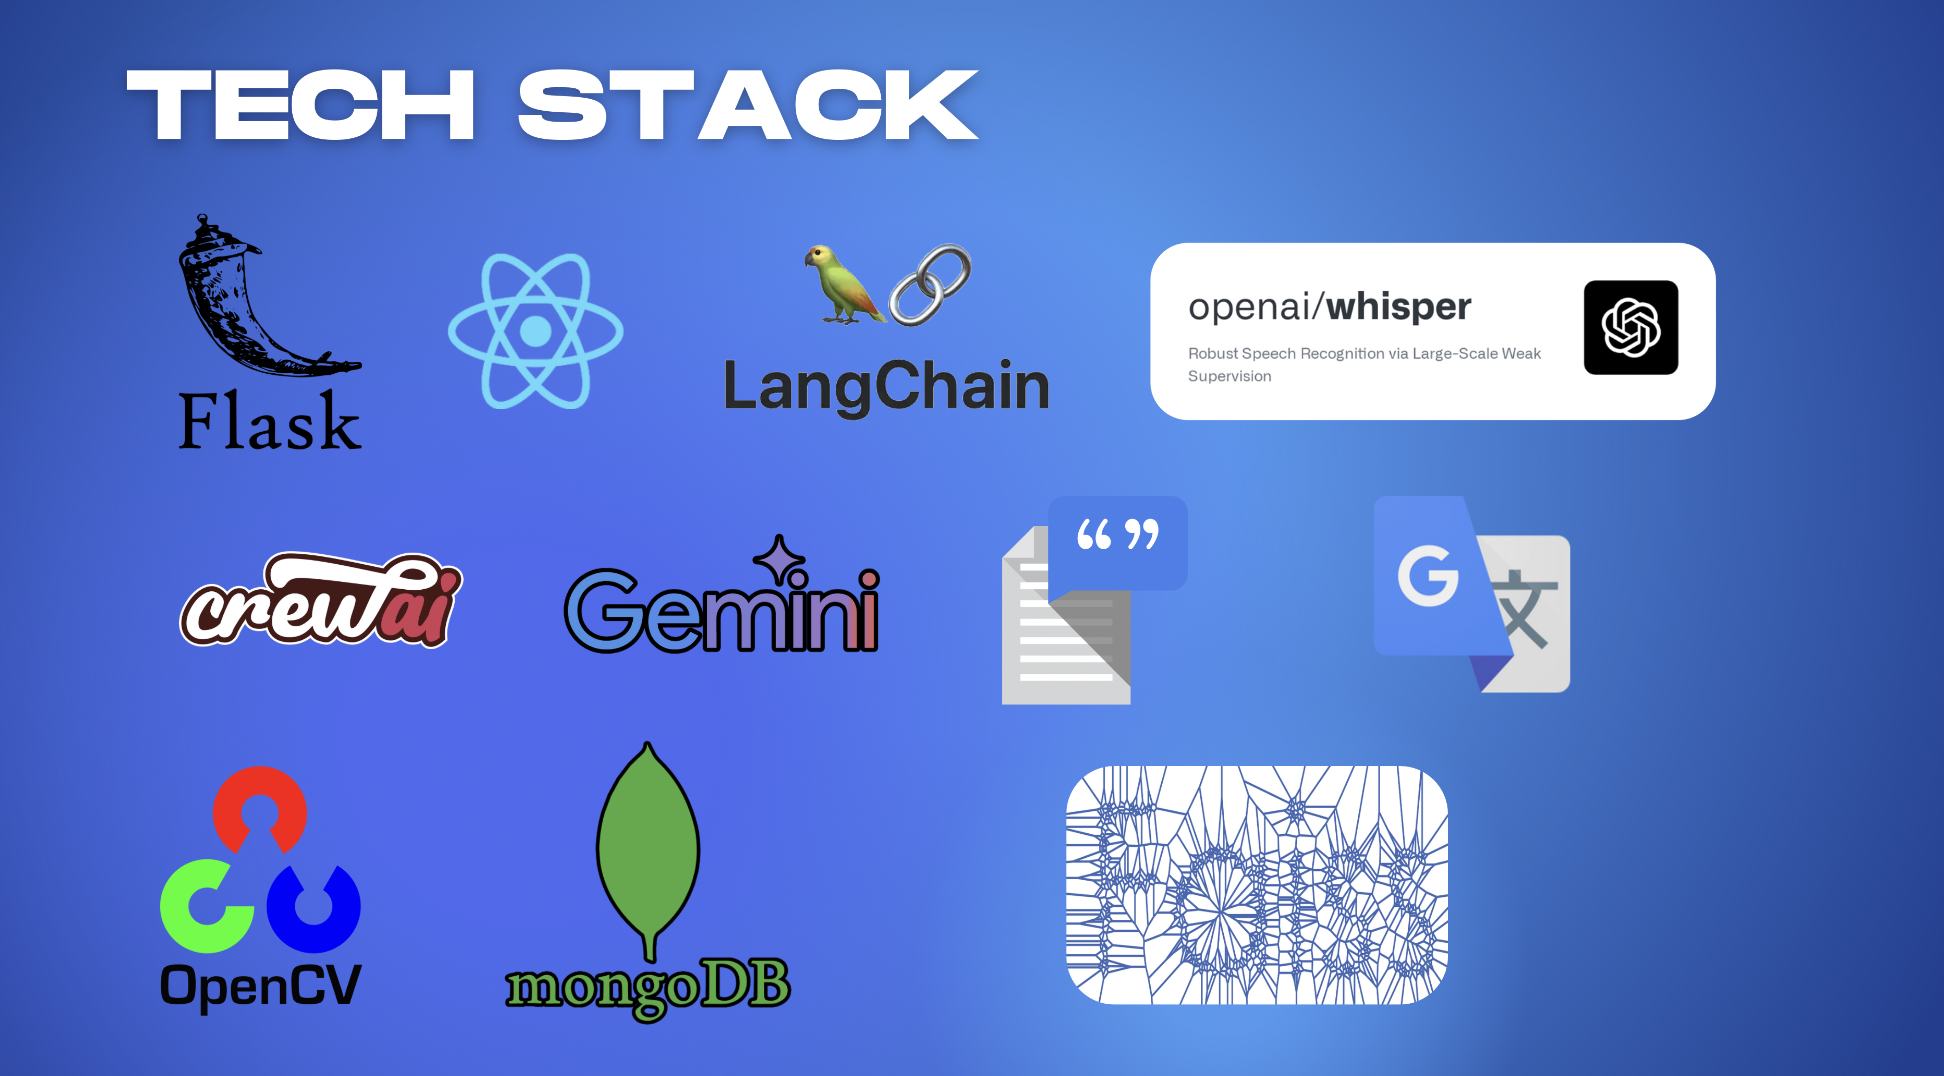 TECH STACK
Flask
LangChain
openai/whisper
Robust Speech Recognition via Large-Scale Weak
Supervision
crewai
Gemini
“ ”
G 文
OpenCV
mongoDB
FAISS